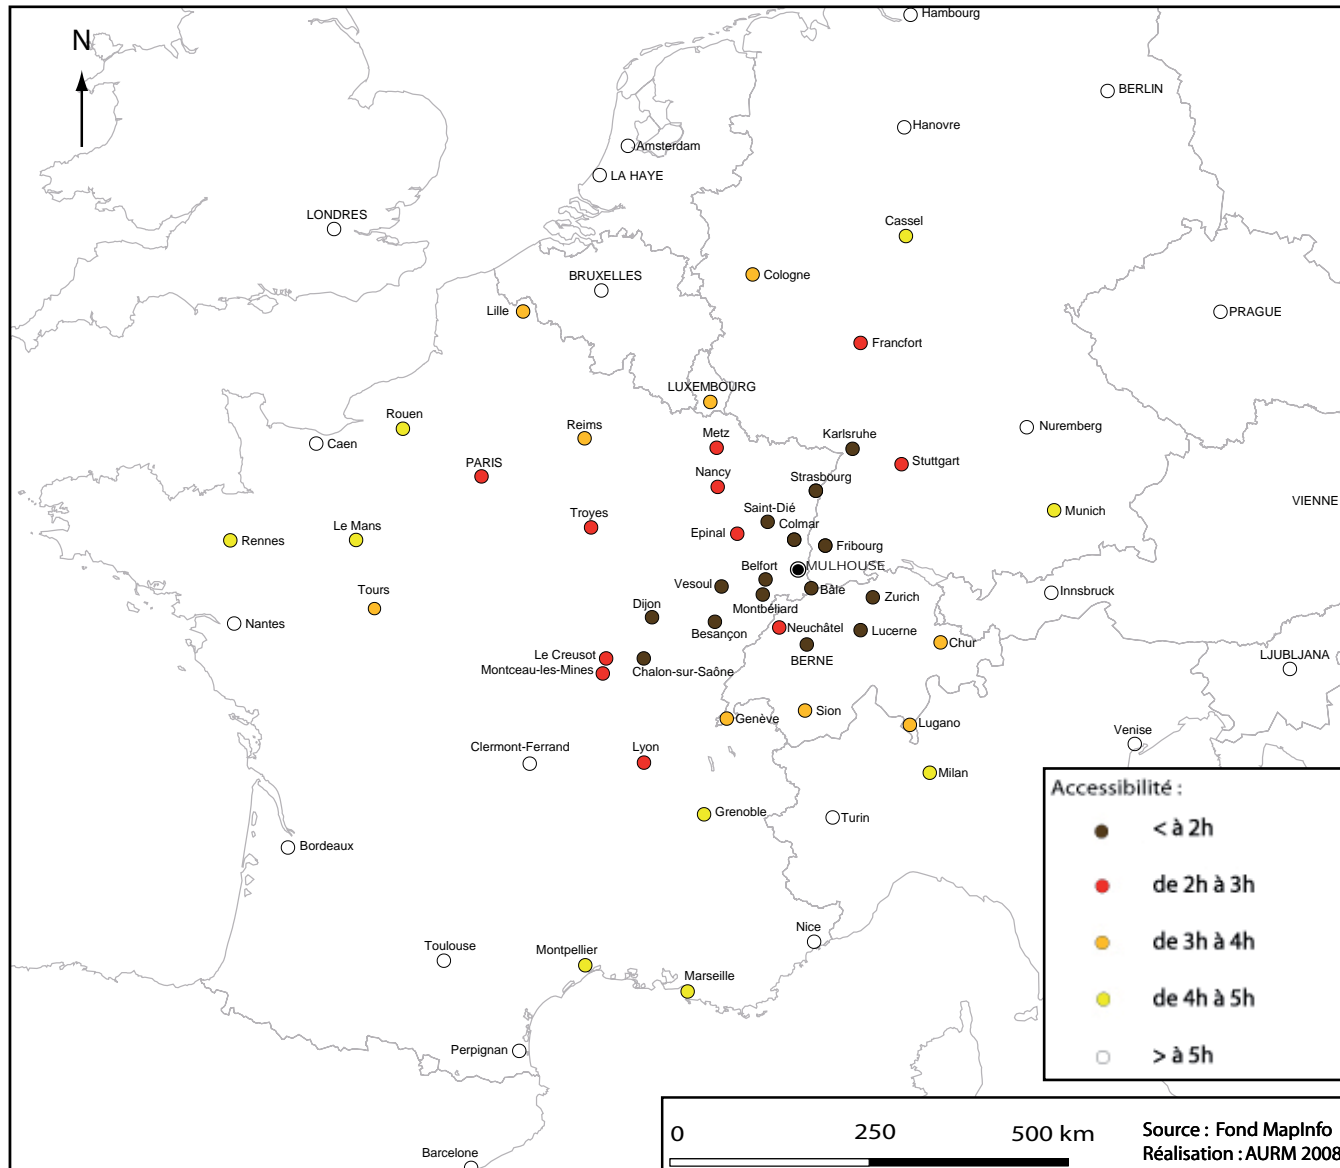 Hambourg
N
BERLIN
Hanovre
Amsterdam
LA HAYE
LONDRES
Cassel
BRUXELLES
Cologne
Lille
PRAGUE
Francfort
LUXEMBOURG
Rouen
Reims
Metz
Karlsruhe
Nuremberg
Caen
PARIS
Nancy
Strasbourg
Stuttgart
VIENNE
Saint-Dié
Troyes
Colmar
Munich
Le Mans
Epinal
Rennes
Fribourg
Belfort
MULHOUSE
Vesoul
Bâle
Innsbruck
Tours
Zurich
Dijon
Montbéliard
Nantes
Besançon
Neuchâtel
Lucerne
Chur
Le Creusot
BERNE
LJUBLJANA
Montceau-les-Mines
Chalon-sur-Saône
Sion
Genève
Lugano
Venise
Clermont-Ferrand
Lyon
Milan
Grenoble
Turin
Bordeaux
Nice
Toulouse
Montpellier
Marseille
Perpignan
Barcelone
Accessibilité :
< à 2h
de 2h à 3h
de 3h à 4h
de 4h à 5h
> à 5h
0 250 500 km
Source : Fond MapInfo
Réalisation : AURM 2008